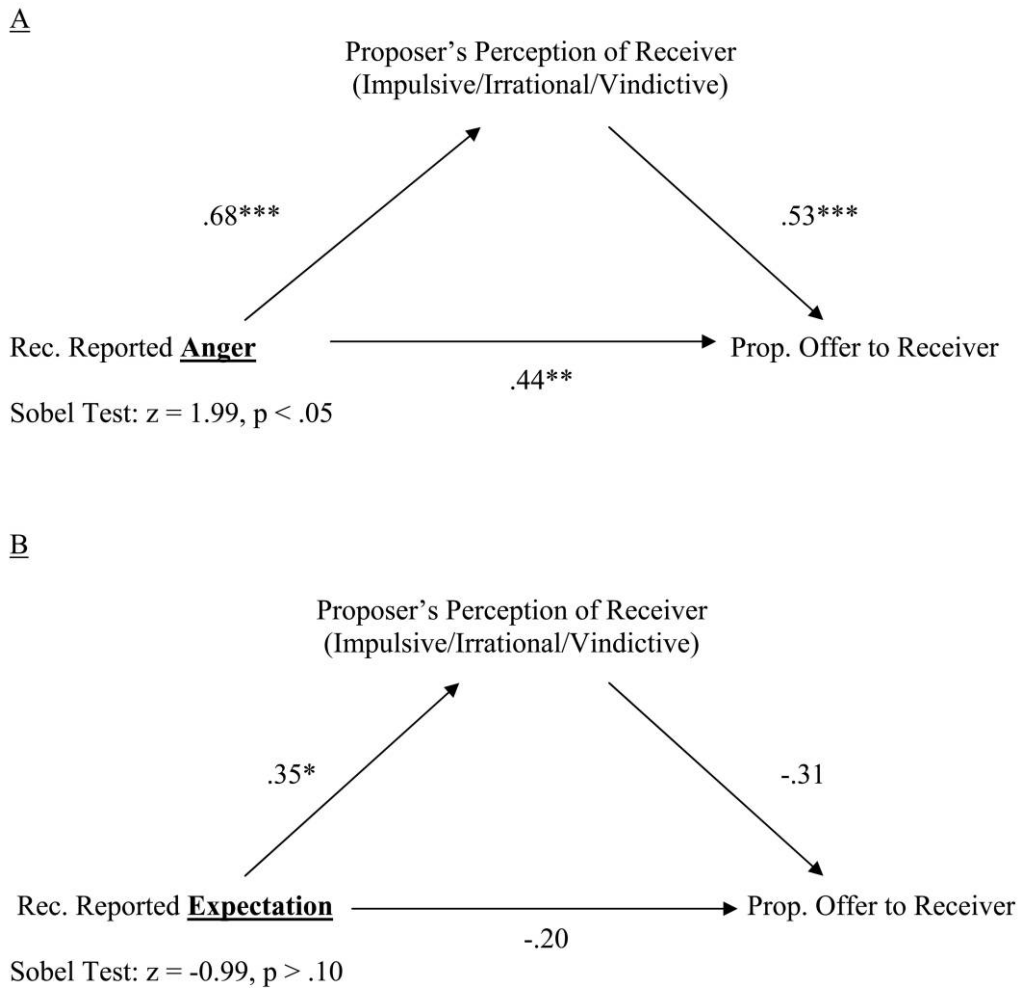 A
Proposer’s Perception of Receiver
(Impulsive/Irrational/Vindictive)
.68***
.53***
Rec. Reported Anger
Prop. Offer to Receiver
.44**
Sobel Test: z = 1.99, p < .05
B
Proposer’s Perception of Receiver
(Impulsive/Irrational/Vindictive)
.35*
-.31
Rec. Reported Expectation
Prop. Offer to Receiver
-.20
Sobel Test: z = -0.99, p > .10